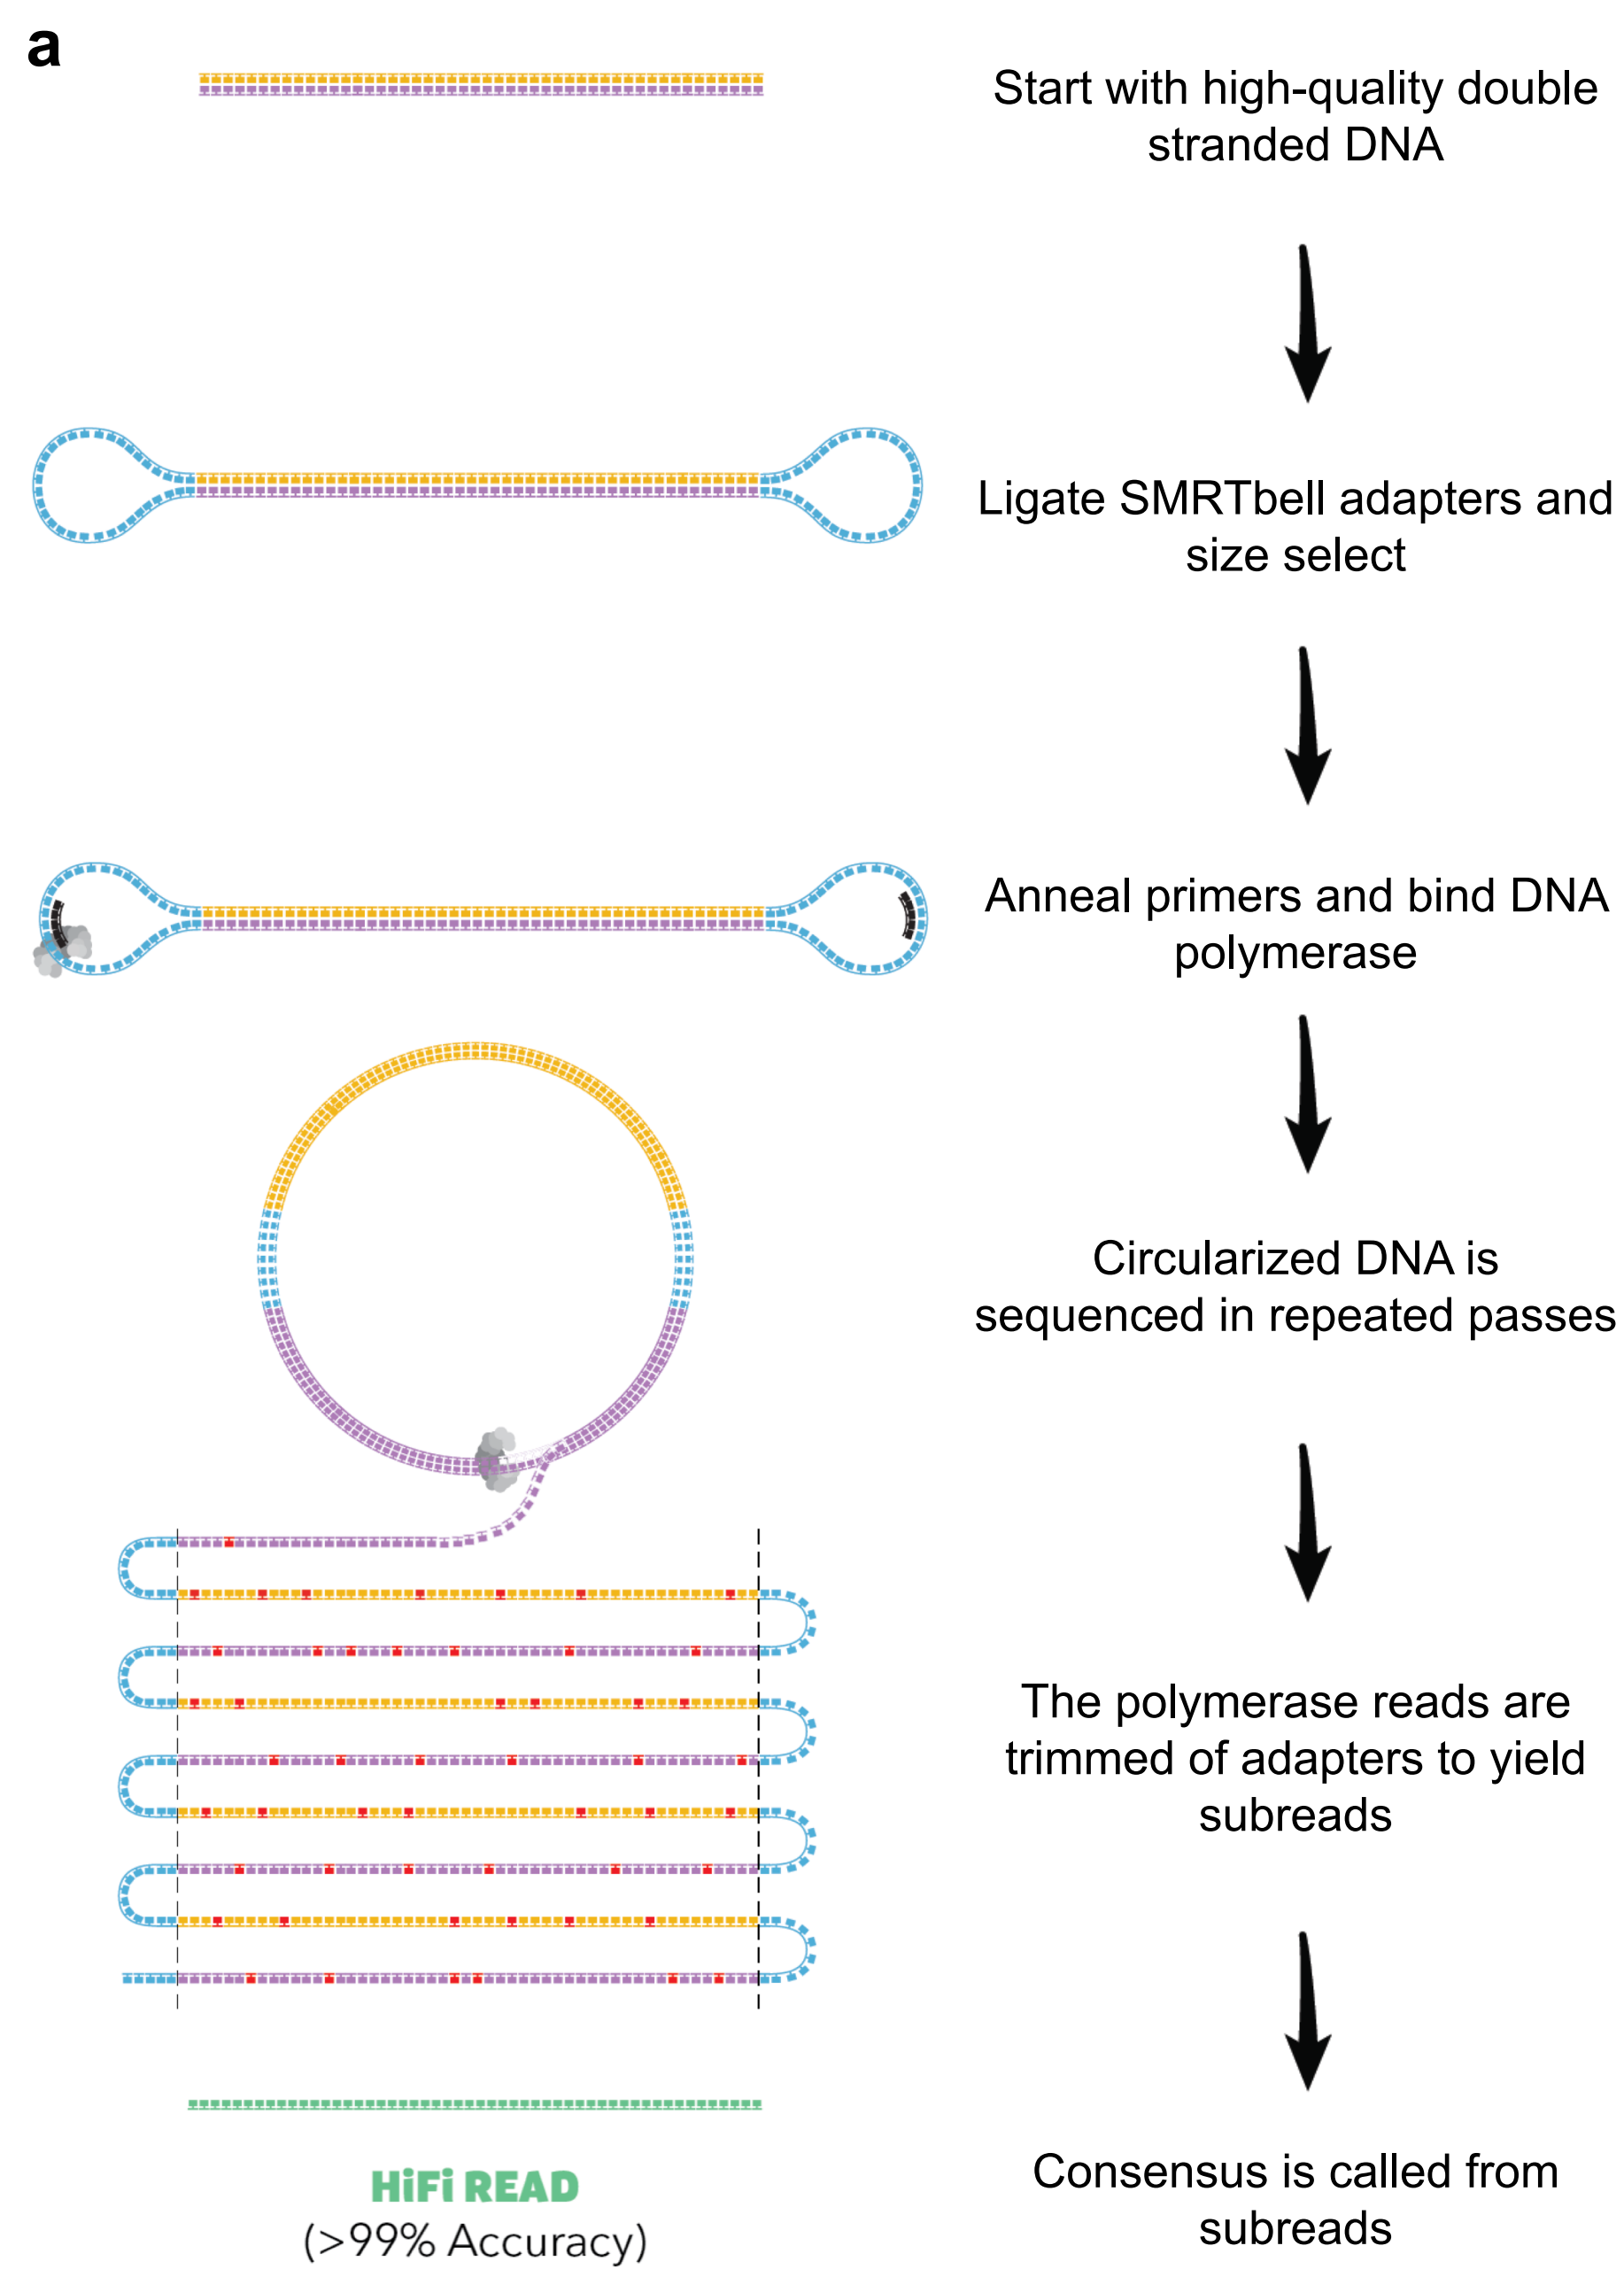 a
Start with high-quality double
stranded DNA
Ligate SMRTbell adapters and
size select
Anneal primers and bind DNA
polymerase
Circularized DNA is
sequenced in repeated passes
The polymerase reads are
trimmed of adapters to yield
subreads
HiFi READ
(>99% Accuracy)
Consensus is called from
subreads